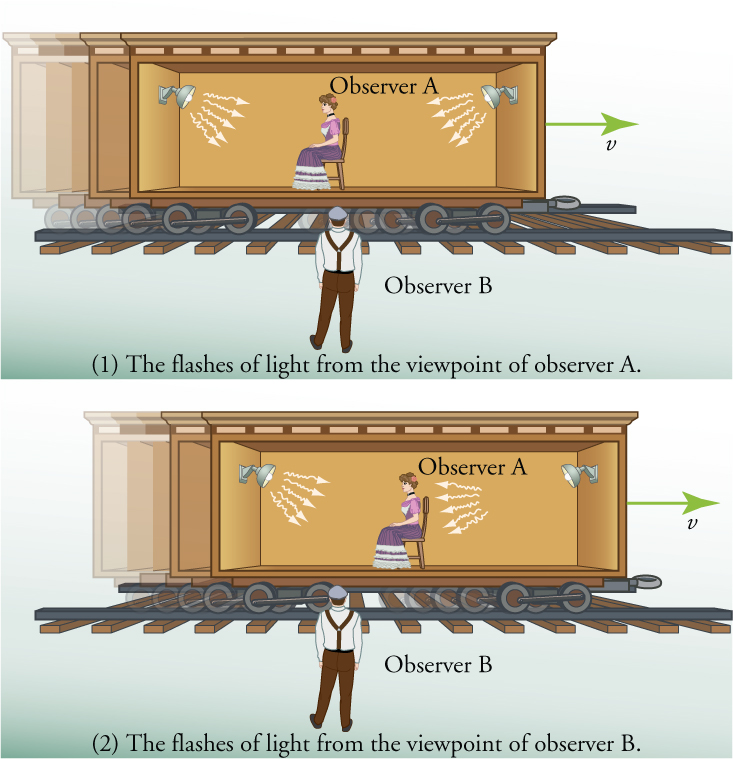 Observer A
v
Observer B
(1) The flashes of light from the viewpoint of observer A.
Observer A
v
Observer B
(2) The flashes of light from the viewpoint of observer B.